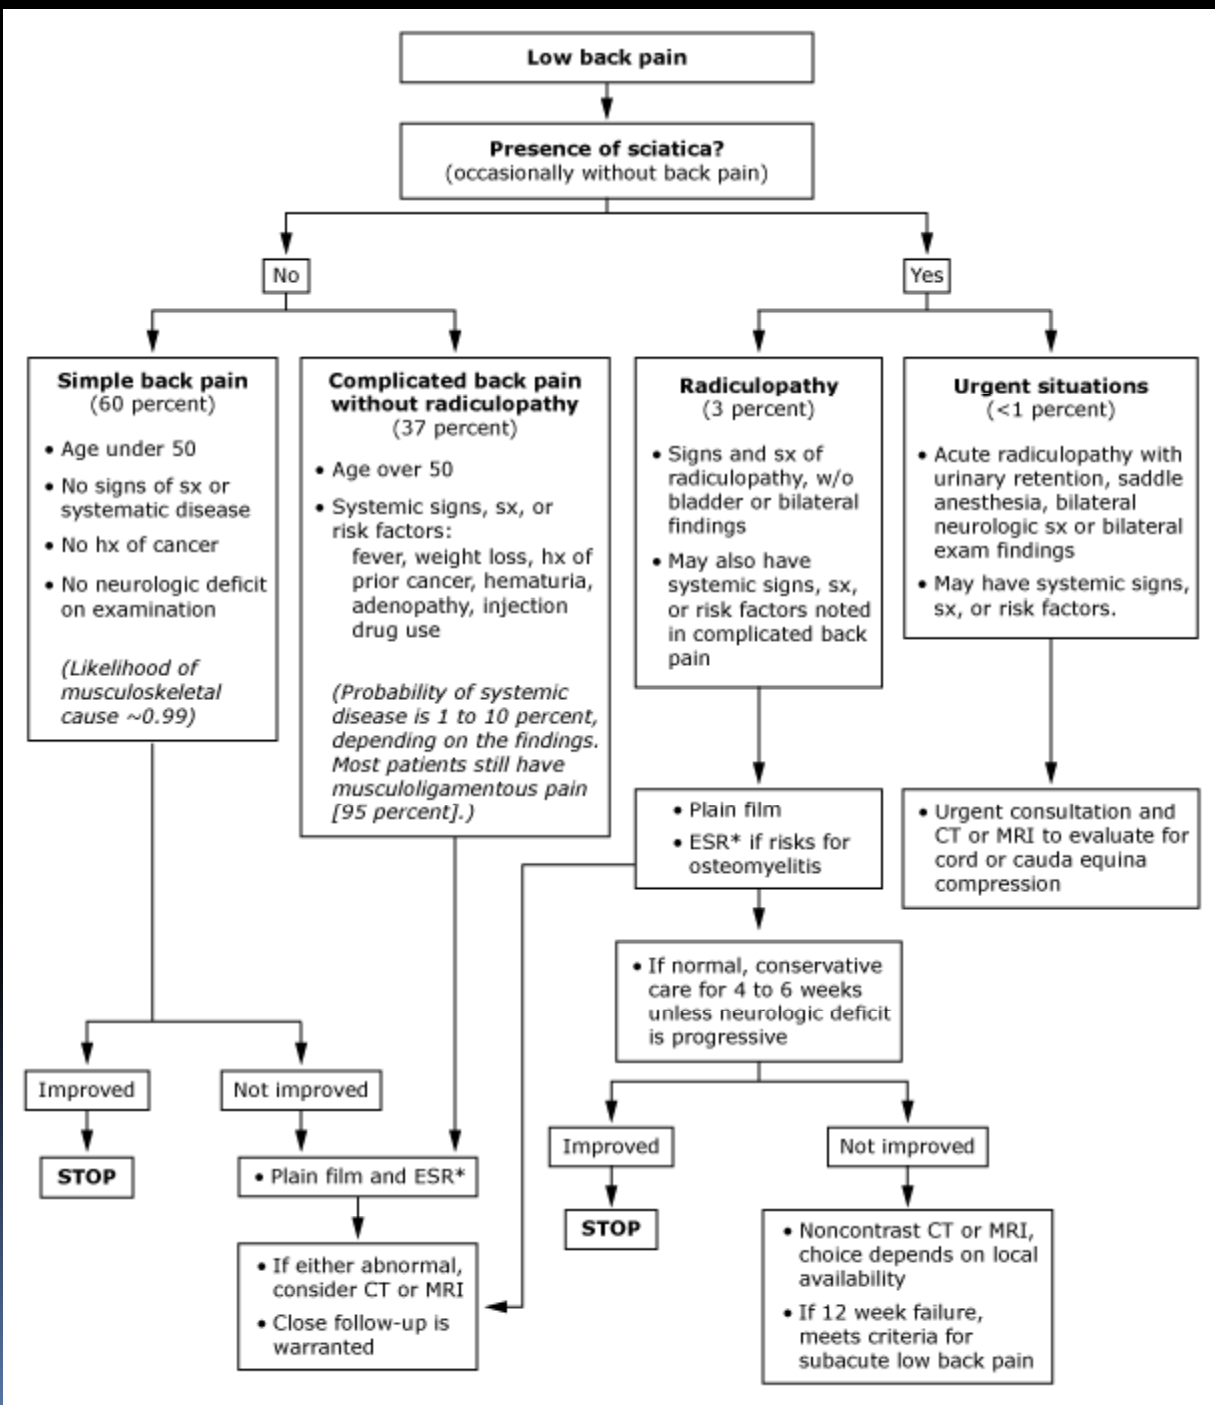 Low back pain
Presence of sciatica?
(occasionally without back pain)
No
Yes
Simple back pain
(60 percent)
• Age under 50
• No signs of sx or
systematic disease
• No hx of cancer
• No neurologic deficit
on examination
(Likelihood of
musculoskeletal
cause ~0.99)
Complicated back pain
without radiculopathy
(37 percent)
• Age over 50
• Systemic signs, sx, or
risk factors:
fever, weight loss, hx of
prior cancer, hematuria,
adenopathy, injection
drug use
(Probability of systemic
disease is 1 to 10 percent,
depending on the findings.
Most patients still have
musculoligamentous pain
[95 percent].)
Radiculopathy
(3 percent)
• Signs and sx of
radiculopathy, w/o
bladder or bilateral
findings
• May also have
systemic signs, sx,
or risk factors noted
in complicated back
pain
Urgent situations
(<1 percent)
• Acute radiculopathy with
urinary retention, saddle
anesthesia, bilateral
neurologic sx or bilateral
exam findings
• May have systemic signs,
sx, or risk factors.
• Plain film
• ESR* if risks for
osteomyelitis
• Urgent consultation and
CT or MRI to evaluate for
cord or cauda equina
compression
• If normal, conservative
care for 4 to 6 weeks
unless neurologic deficit
is progressive
Improved
Not improved
STOP
• Plain film and ESR*
• If either abnormal,
consider CT or MRI
• Close follow-up is
warranted
Improved
Not improved
STOP
• Noncontrast CT or MRI,
choice depends on local
availability
• If 12 week failure,
meets criteria for
subacute low back pain